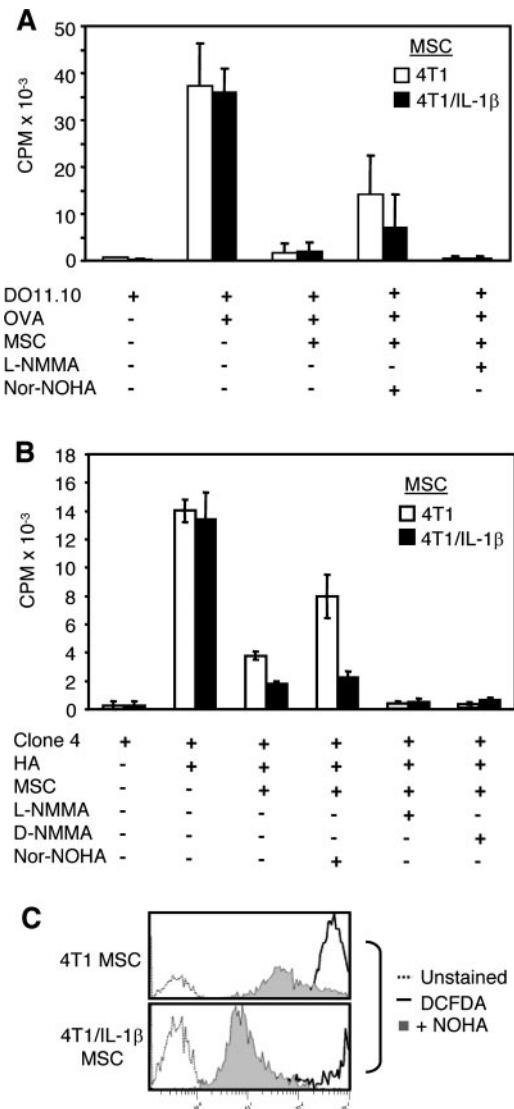 A
CPM x 10-3
50
40
30
20
10
0
MSC
4T1
4T1/IL-1β
DO11.10 + + + + +
OVA - + + + +
MSC - - + + +
L-NMMA - - - - +
Nor-NOHA - - - + -
B
CPM x 10-3
18
16
14
12
10
8
6
4
2
0
MSC
4T1
4T1/IL-1β
Clone 4 + + + + + +
HA - + + + + +
MSC - - + + + +
L-NMMA - - - - + -
D-NMMA - - - - - +
Nor-NOHA - - - + - -
C
4T1 MSC
4T1/IL-1β
MSC
Unstained
DCFDA
+ NOHA